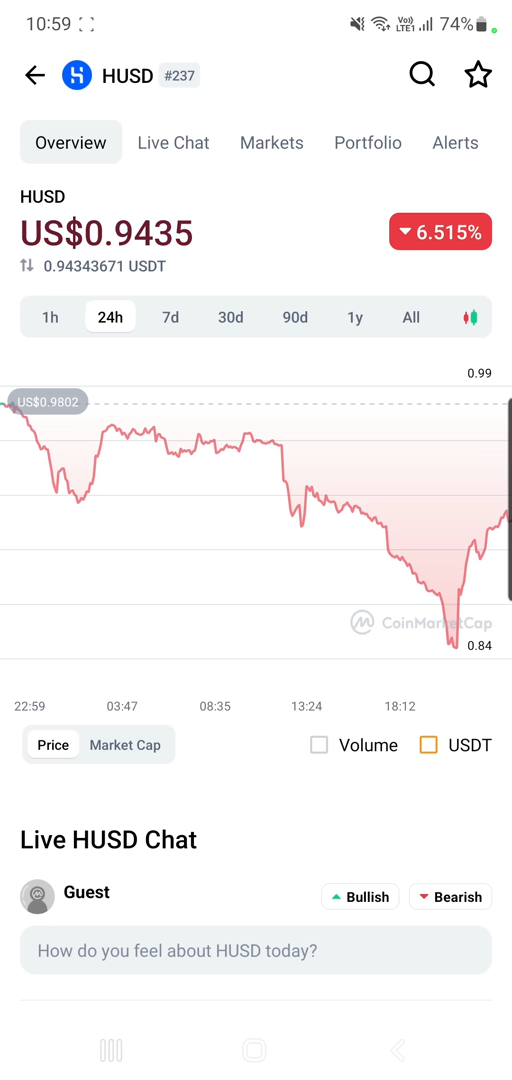 10:59 Vo)) LTE1 74%
HUSD #237
Overview Live Chat Markets Portfolio Alerts
HUSD
US$0.9435 6.515%
0.94343671 USDT
1h 24h 7d 30d 90d 1y All
0.99
US$0.9802
CoinMarketCap
0.84
22:59 03:47 08:35 13:24 18:12
Price Market Cap Volume USDT
Live HUSD Chat
Guest Bullish Bearish
How do you feel about HUSD today?